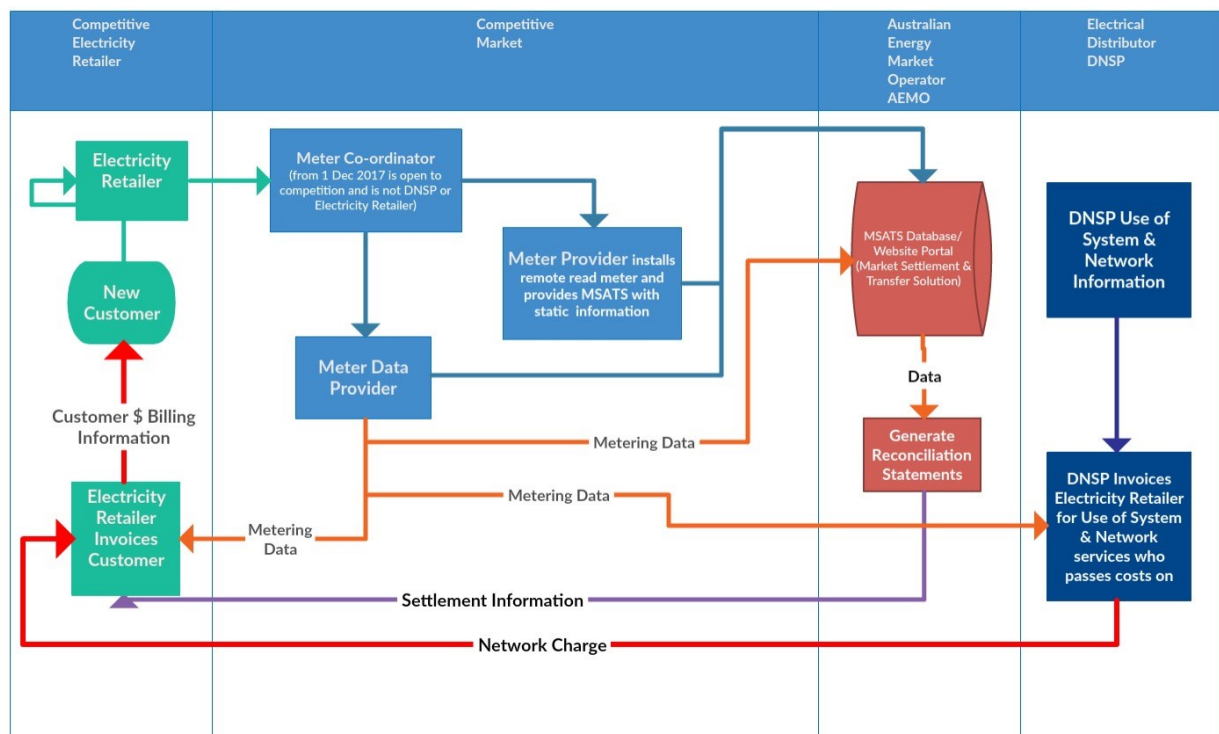 Competitive
Electricity
Retailer
Competitive
Market
Australian
Energy
Market
Operator
AEMO
Electrical
Distributor
DNSP
Electricity
Retailer
Meter Co-ordinator
(from 1 Dec 2017 is open to
competition and is not DNSP or
Electricity Retailer)
New
Customer
Meter Provider installs
remote read meter and
provides MSATS with
static information
MSATS Database/
Website Portal
(Market Settlement &
Transfer Solution)
DNSP Use of
System &
Network
Information
Meter Data
Provider
Data
Customer $ Billing
Information
Metering Data
Generate
Reconciliation
Statements
Electricity
Retailer
Invoices
Customer
Metering Data
Metering
Data
DNSP Invoices
Electricity Retailer
for Use of System
& Network
services who
passes costs on
Settlement Information
Network Charge